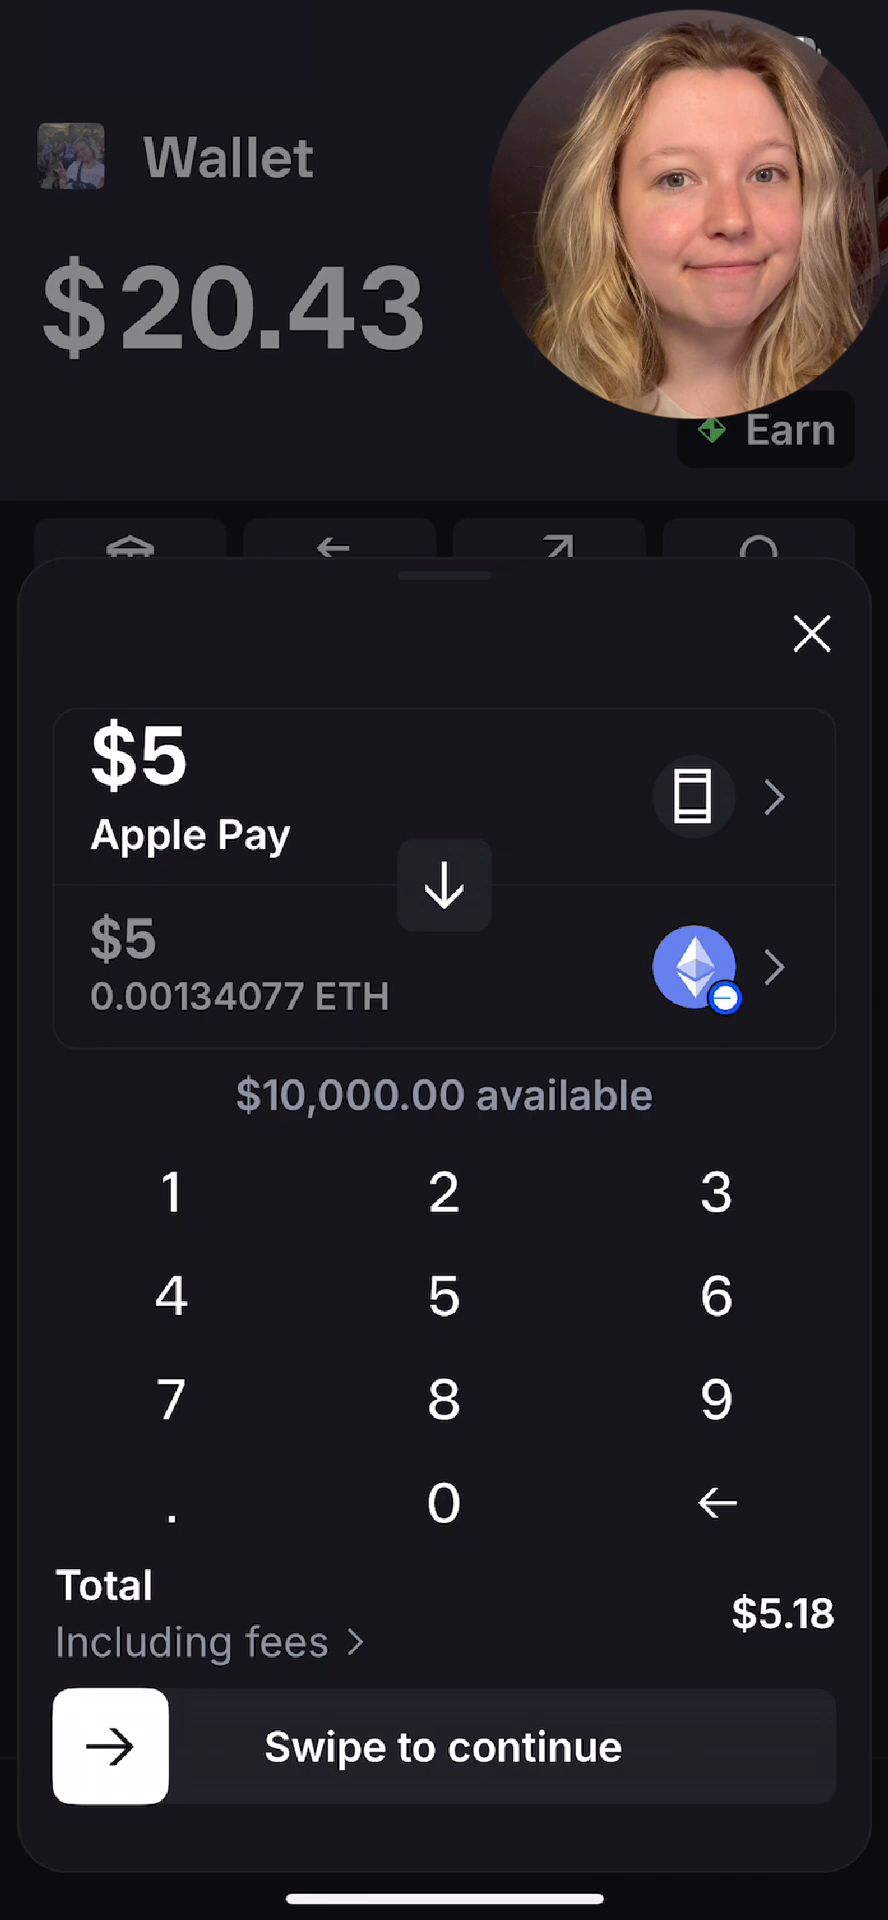 Wallet
$20.43
Earn
$5
Apple Pay
$5
0.00134077 ETH
$10,000.00 available
1 2 3
4 5 6
7 8 9
. 0
Total
Including fees
$5.18
Swipe to continue